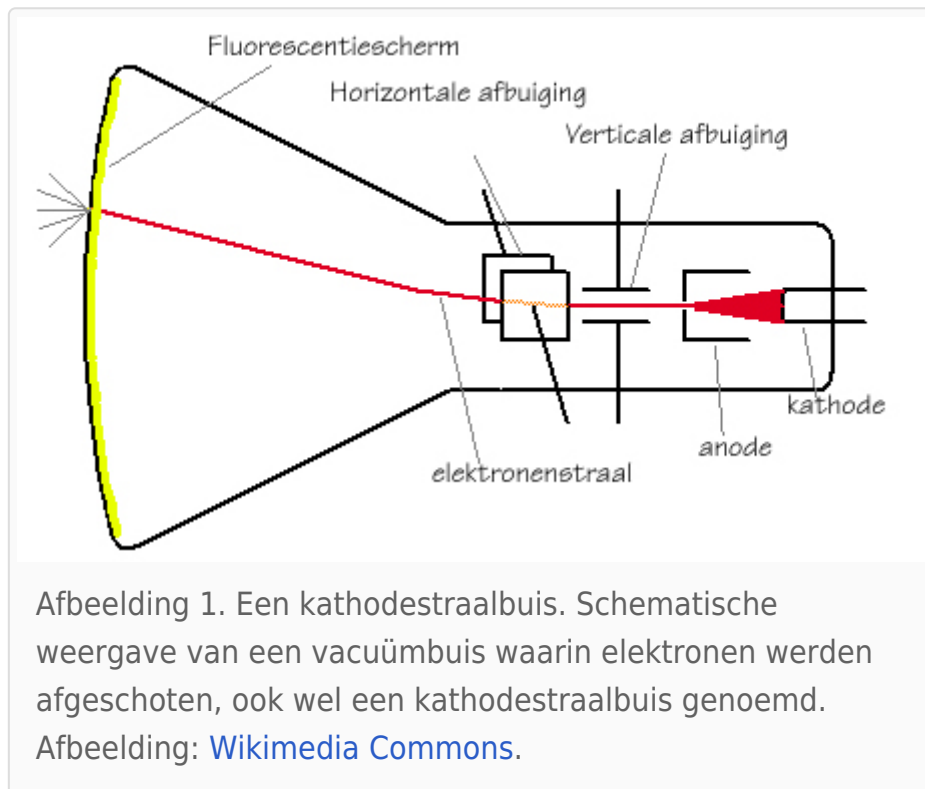 Fluorescentiescherm
Horizontale afbuiging
Verticale afbuiging
kathode
anode
elektronenstraal
Afbeelding 1. Een kathodestraalbuis. Schematische
weergave van een vacuümbuis waarin elektronen werden
afgeschoten, ook wel een kathodestraalbuis genoemd.
Afbeelding: Wikimedia Commons.